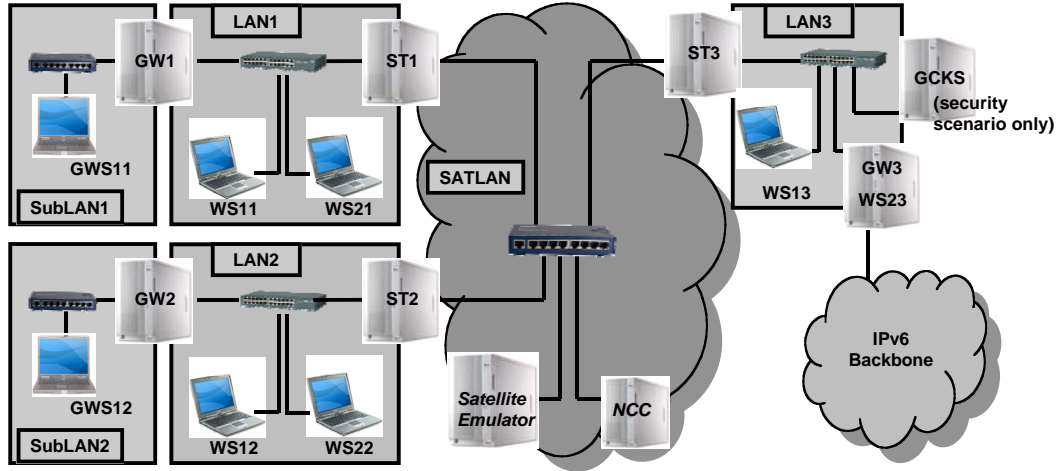 LAN1
LAN3
GW1
ST1
ST3
GCKS
(security
scenario only)
GWS11
SubLAN1
WS11
WS21
SATLAN
WS13
GW3
WS23
LAN2
GW2
ST2
IPv6
Backbone
GWS12
SubLAN2
WS12
WS22
Satellite
Emulator
NCC